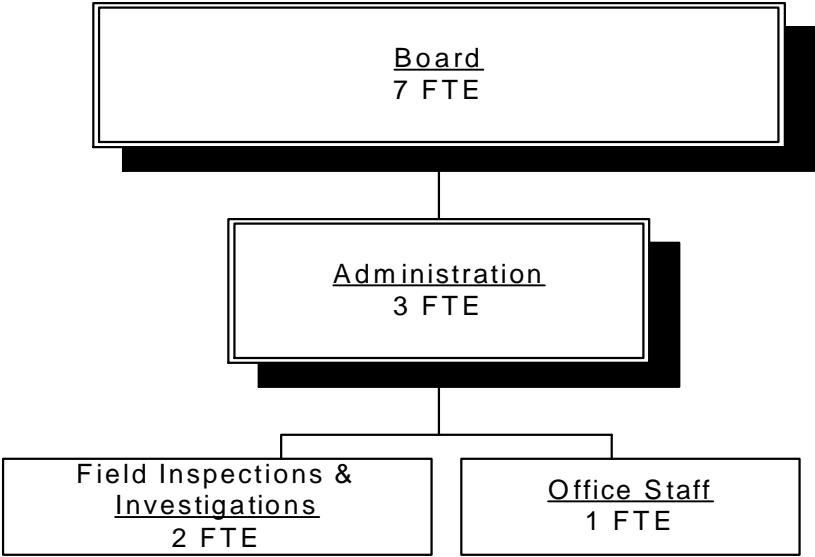 Board
7 FTE
Administration
3 FTE
Field Inspections &
Investigations
2 FTE
Office Staff
1 FTE